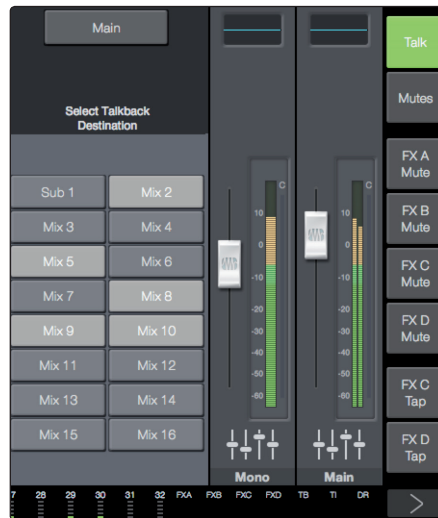 Main
Select Talkback
Destination
Sub 1 Mix 2
Mix 3 Mix 4
Mix 5 Mix 6
Mix 7 Mix 8
Mix 9 Mix 10
Mix 11 Mix 12
Mix 13 Mix 14
Mix 15 Mix 16
C
10
0
-10
-20
-30
-40
-50
-60
Mono
C
10
0
-10
-20
-30
-40
-50
-60
Main
Talk
Mutes
FX A
Mute
FX B
Mute
FX C
Mute
FX D
Mute
FX C
Tap
FX D
Tap
7 28 29 30 31 32 FXA FXB FXC FXD TB TI DR